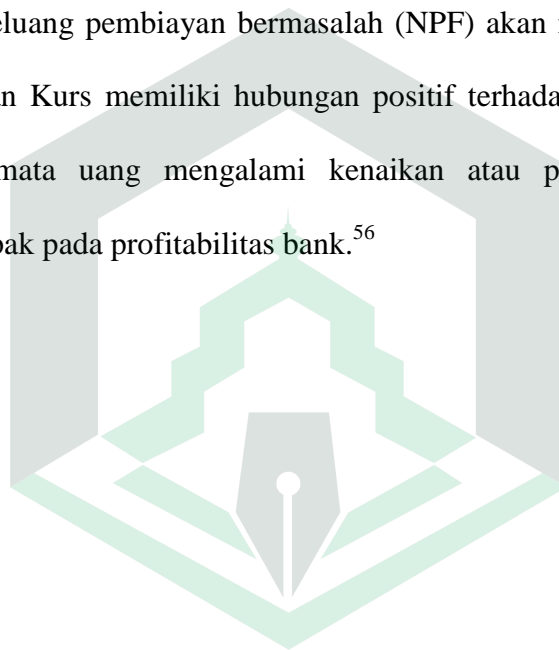 eluang pembiayan bermasalah (NPF) akan
an Kurs memiliki hubungan positif terhada
mata uang mengalami kenaikan atau p
pak pada profitabilitas bank.56